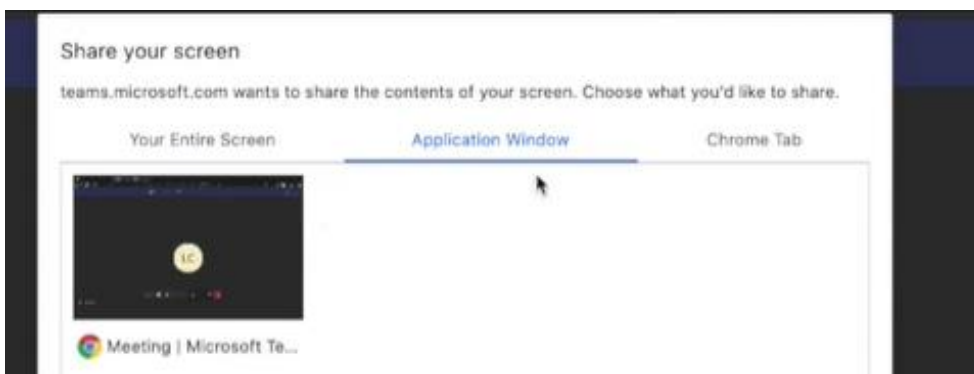 Share your screen
teams.microsoft.com wants to share the contents of your screen. Choose what you'd like to share.
Your Entire Screen Application Window Chrome Tab
LC
Meeting | Microsoft Te...